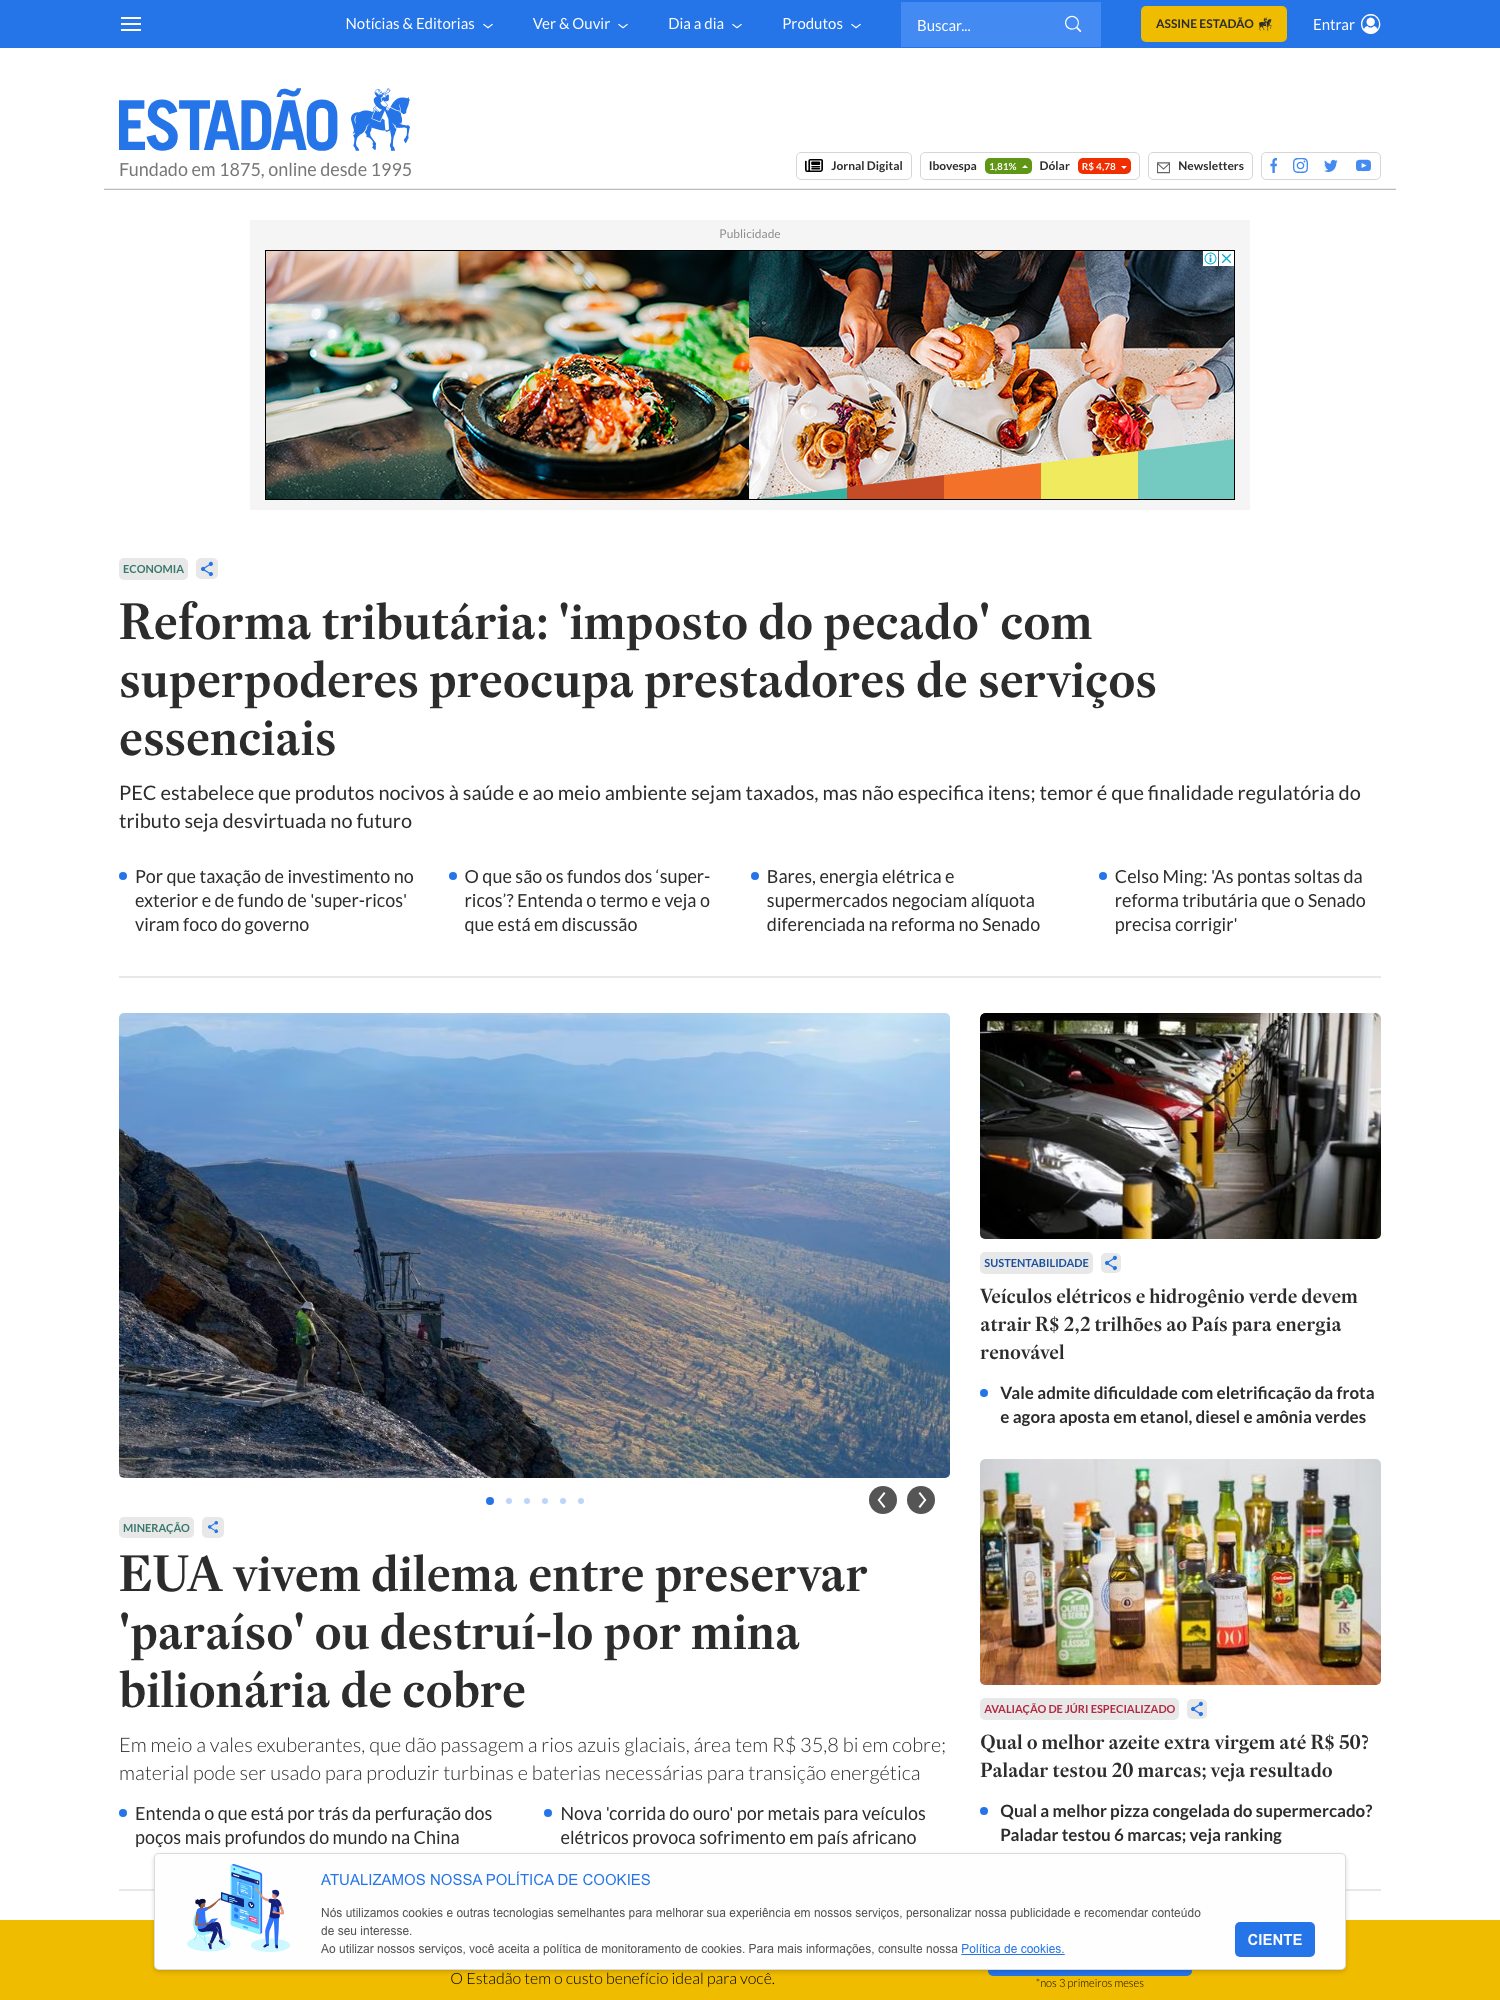 Notícias & Editorias
Ver & Ouvir
Dia a dia
Produtos
Buscar...
ASSINE ESTADÃO
Entrar
ESTADÃO
Fundado em 1875, online desde 1995
Jornal Digital
Ibovespa 1,81% Dólar R$ 4,78
Newsletters
Publicidade
ECONOMIA
Reforma tributária: 'imposto do pecado' com
superpoderes preocupa prestadores de serviços
essenciais
PEC estabelece que produtos nocivos à saúde e ao meio ambiente sejam taxados, mas não especifica itens; temor é que finalidade regulatória do
tributo seja desvirtuada no futuro
Por que taxação de investimento no
exterior e de fundo de 'super-ricos'
viram foco do governo
O que são os fundos dos ‘super-
ricos’? Entenda o termo e veja o
que está em discussão
Bares, energia elétrica e
supermercados negociam alíquota
diferenciada na reforma no Senado
Celso Ming: 'As pontas soltas da
reforma tributária que o Senado
precisa corrigir'
MINERAÇÃO
EUA vivem dilema entre preservar
'paraíso' ou destruí-lo por mina
bilionária de cobre
Em meio a vales exuberantes, que dão passagem a rios azuis glaciais, área tem R$ 35,8 bi em cobre;
material pode ser usado para produzir turbinas e baterias necessárias para transição energética
Entenda o que está por trás da perfuração dos
poços mais profundos do mundo na China
Nova 'corrida do ouro' por metais para veículos
elétricos provoca sofrimento em país africano
SUSTENTABILIDADE
Veículos elétricos e hidrogênio verde devem
atrair R$ 2,2 trilhões ao País para energia
renovável
Vale admite dificuldade com eletrificação da frota
e agora aposta em etanol, diesel e amônia verdes
OLIVEIRA
DA SERRA
CLÁSSICO
RS
AVALIAÇÃO DE JÚRI ESPECIALIZADO
Qual o melhor azeite extra virgem até R$ 50?
Paladar testou 20 marcas; veja resultado
Qual a melhor pizza congelada do supermercado?
Paladar testou 6 marcas; veja ranking
ATUALIZAMOS NOSSA POLÍTICA DE COOKIES
Nós utilizamos cookies e outras tecnologias semelhantes para melhorar sua experiência em nossos serviços, personalizar nossa publicidade e recomendar conteúdo
de seu interesse.
Ao utilizar nossos serviços, você aceita a política de monitoramento de cookies. Para mais informações, consulte nossa Política de cookies.
CIENTE
O Estadão tem o custo benefício ideal para você.
*nos 3 primeiros meses